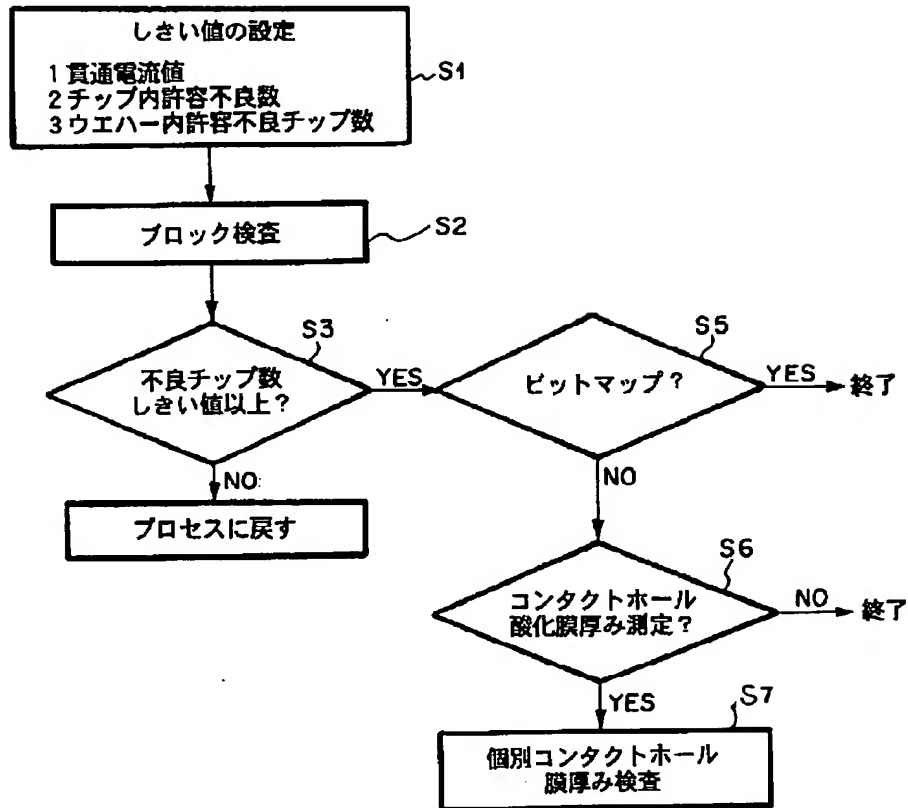 しきい値の設定
1 貫通電流値
2 チップ内許容不良数
3 ウエハー内許容不良チップ数
S1
ブロック検査
S2
S3
不良チップ数
しきい値以上?
YES
NO
プロセスに戻す
S5
ビットマップ?
YES
終了
NO
S6
コンタクトホール
酸化膜厚み測定?
NO
終了
YES
S7
個別コンタクトホール
膜厚み検査